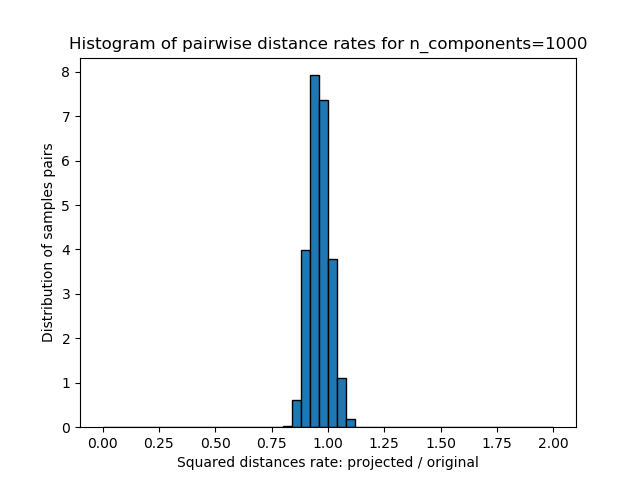 Histogram of pairwise distance rates for n_components=1000
8
7
6
5
4
3
2
1
0
Distribution of samples pairs
0.00 0.25 0.50 0.75 1.00 1.25 1.50 1.75 2.00
Squared distances rate: projected / original